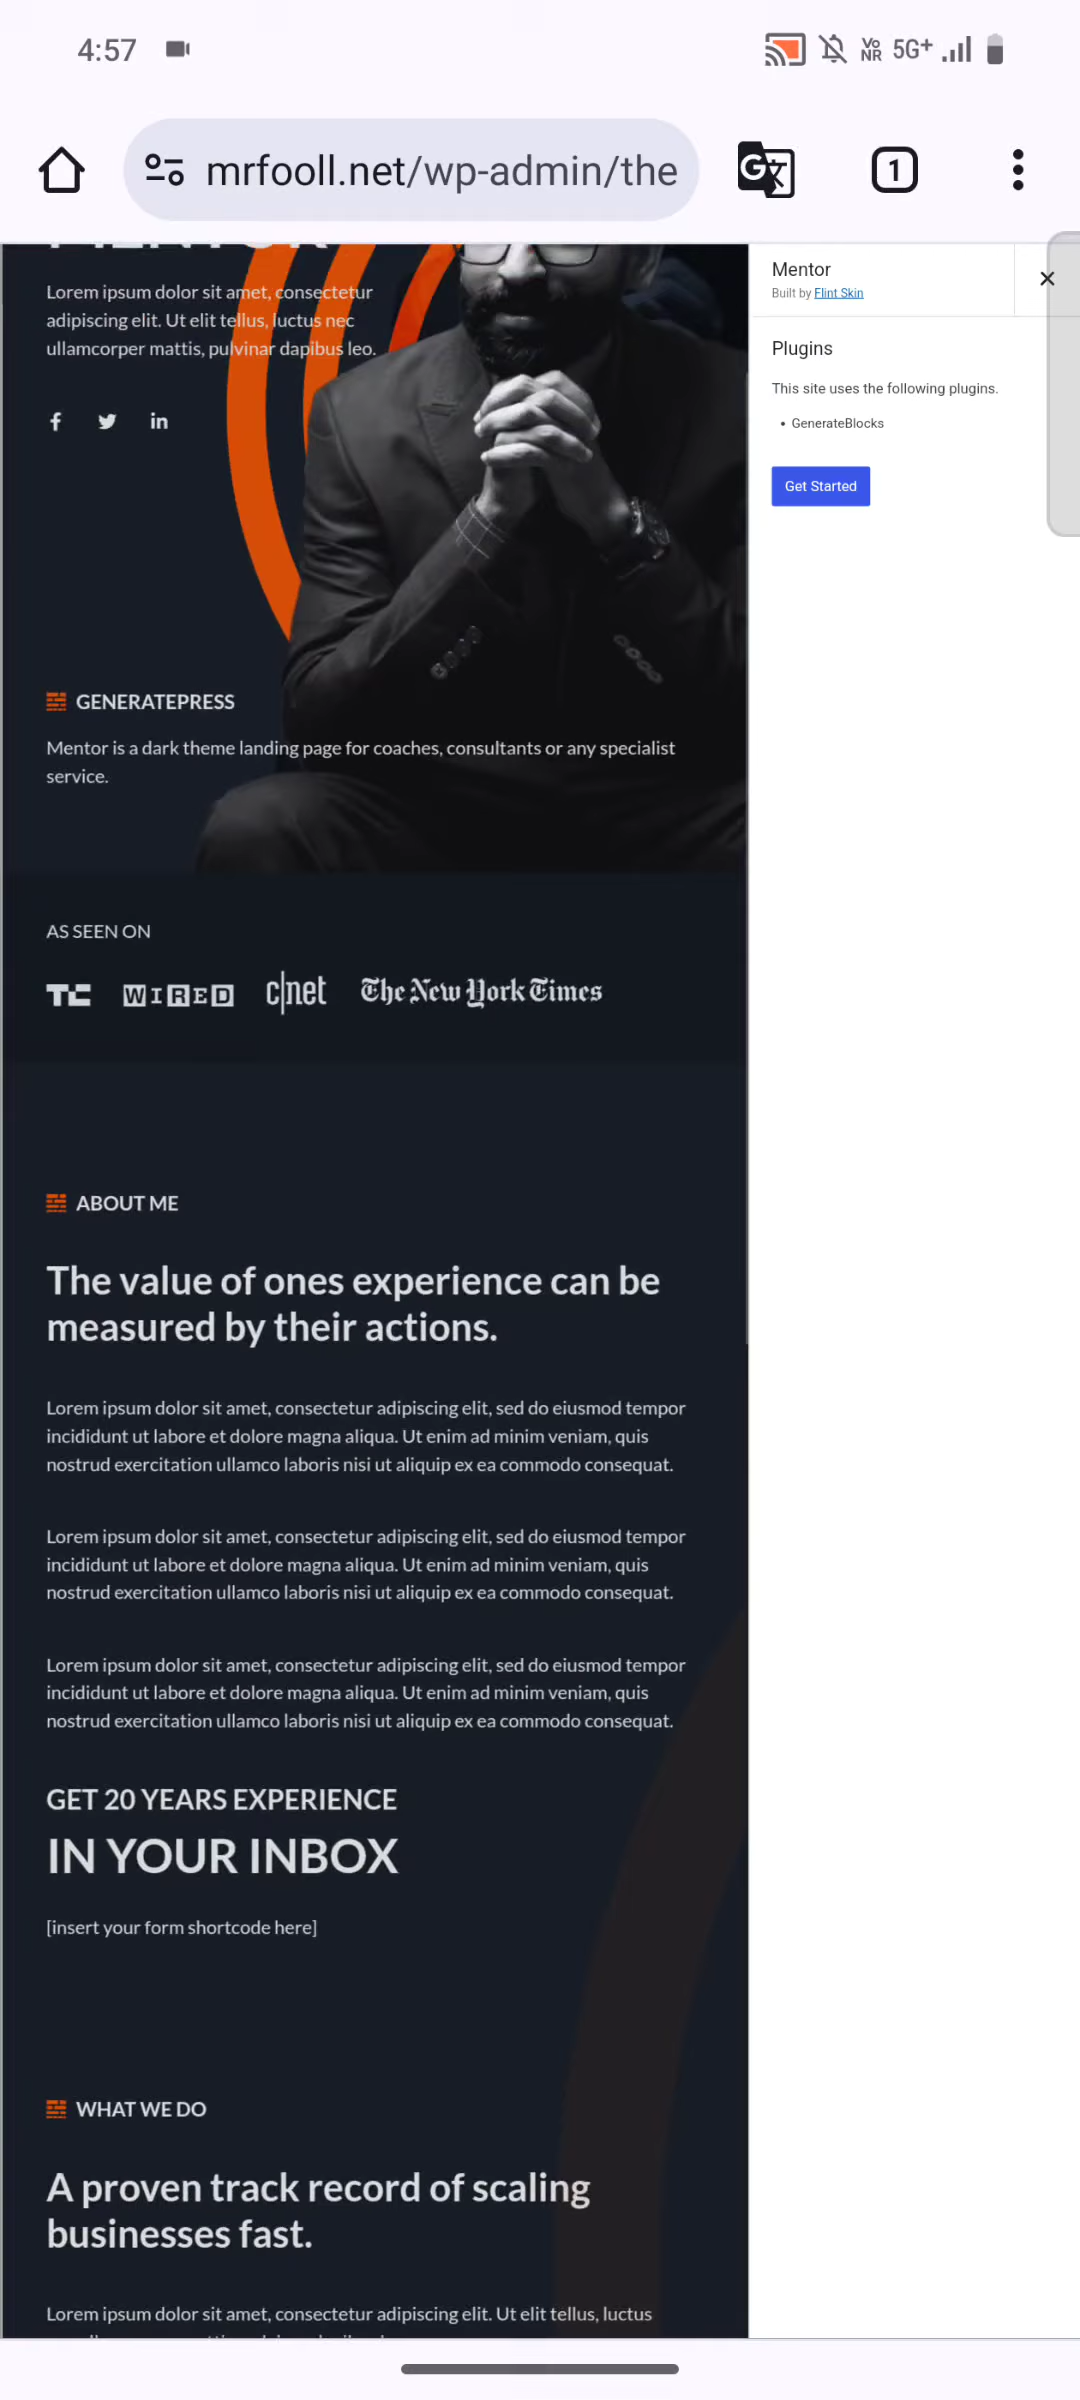 4:57
Vo
NR
5G+
mrfooll.net/wp-admin/the
G
1
Lorem ipsum dolor sit amet, consectetur
adipiscing elit. Ut elit tellus, luctus nec
ullamcorper mattis, pulvinar dapibus leo.
GENERATEPRESS
Mentor is a dark theme landing page for coaches, consultants or any specialist
service.
AS SEEN ON
TC WIRED c|net The New York Times
ABOUT ME
The value of ones experience can be
measured by their actions.
Lorem ipsum dolor sit amet, consectetur adipiscing elit, sed do eiusmod tempor
incididunt ut labore et dolore magna aliqua. Ut enim ad minim veniam, quis
nostrud exercitation ullamco laboris nisi ut aliquip ex ea commodo consequat.
Lorem ipsum dolor sit amet, consectetur adipiscing elit, sed do eiusmod tempor
incididunt ut labore et dolore magna aliqua. Ut enim ad minim veniam, quis
nostrud exercitation ullamco laboris nisi ut aliquip ex ea commodo consequat.
Lorem ipsum dolor sit amet, consectetur adipiscing elit, sed do eiusmod tempor
incididunt ut labore et dolore magna aliqua. Ut enim ad minim veniam, quis
nostrud exercitation ullamco laboris nisi ut aliquip ex ea commodo consequat.
GET 20 YEARS EXPERIENCE
IN YOUR INBOX
[insert your form shortcode here]
WHAT WE DO
A proven track record of scaling
businesses fast.
Lorem ipsum dolor sit amet, consectetur adipiscing elit. Ut elit tellus, luctus
Mentor
Built by Flint Skin
Plugins
This site uses the following plugins.
• GenerateBlocks
Get Started